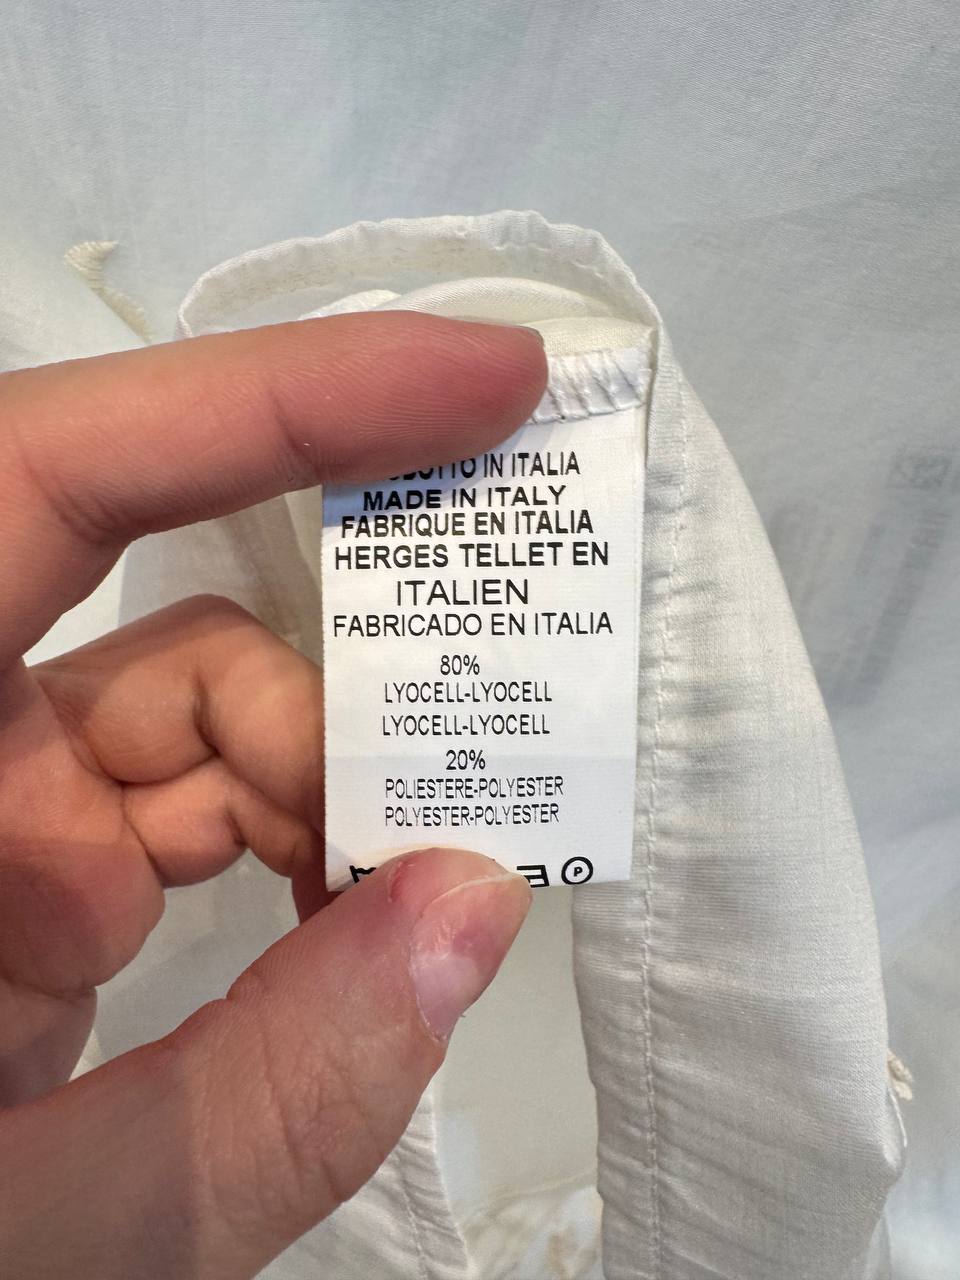 IN ITALIA
MADE IN ITALY
FABRIQUE EN ITALIA
HERGES TELLET EN
ITALIEN
FABRICADO EN ITALIA
80%
LYOCELL-LYOCELL
LYOCELL-LYOCELL
20%
POLIESTERE-POLYESTER
POLYESTER-POLYESTER
P